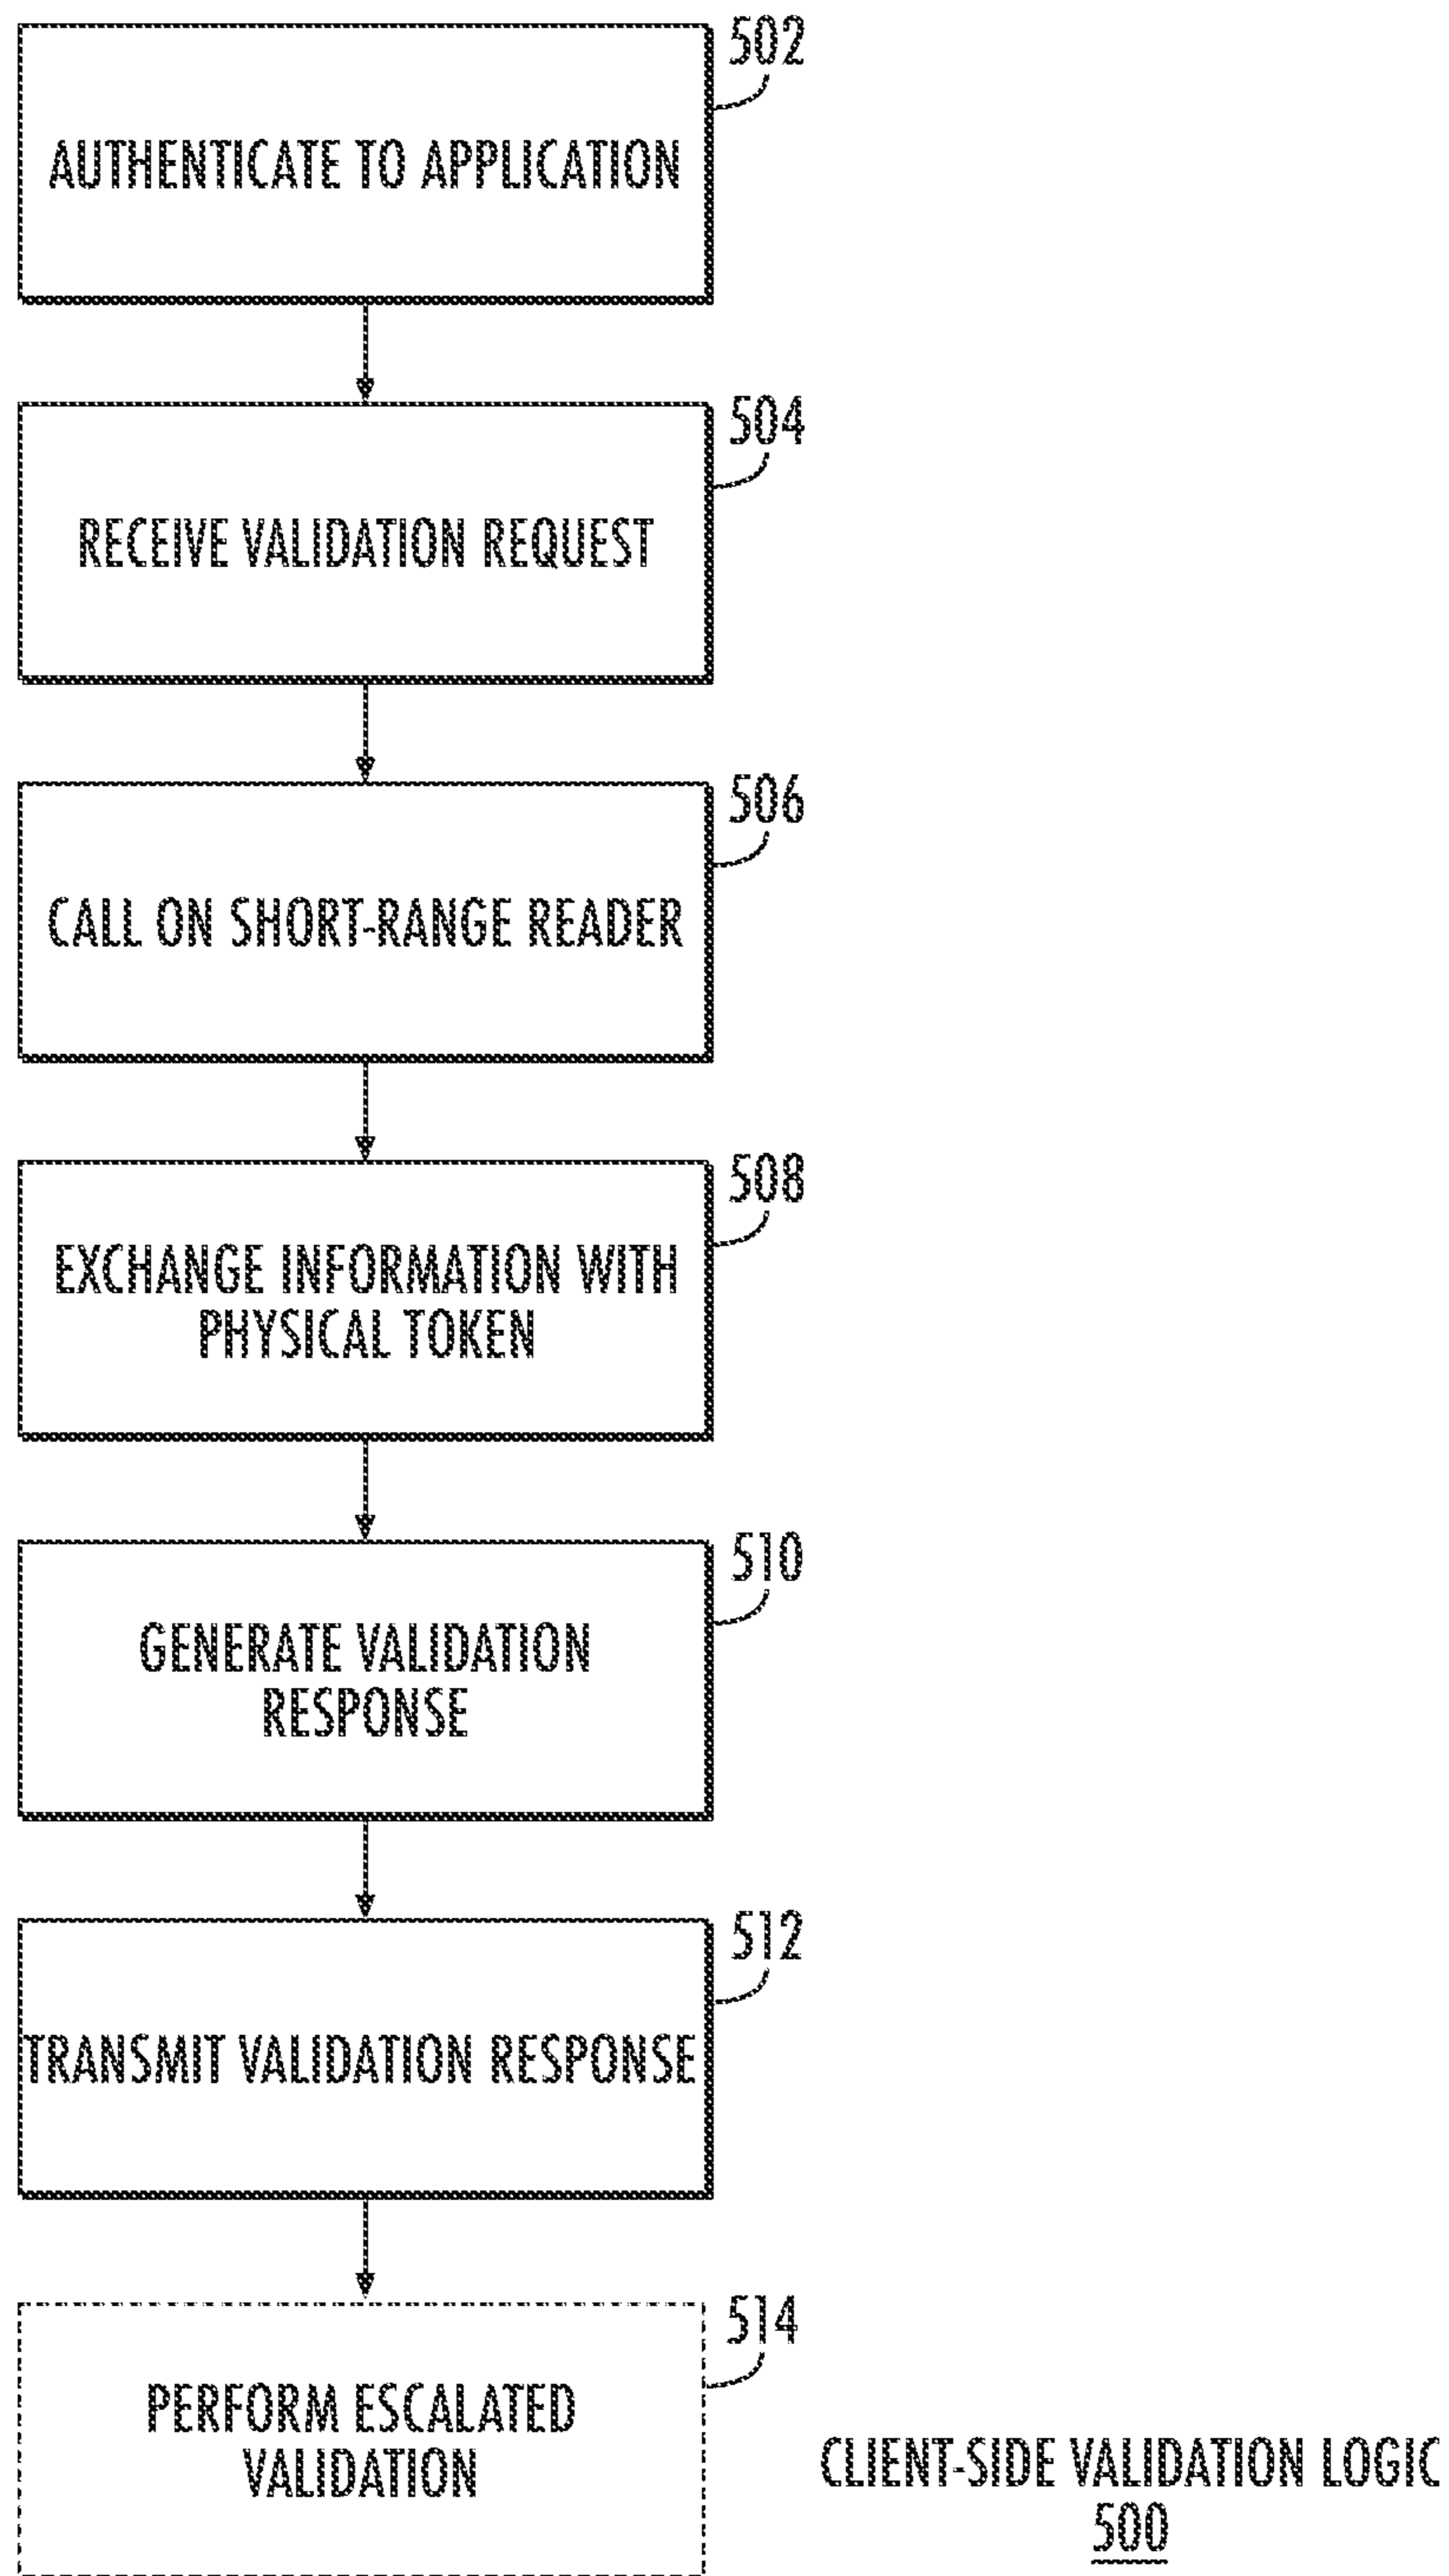 502
AUTHENTICATE TO APPLICATION
504
RECEIVE VALIDATION REQUEST
506
CALL ON SHORT-RANGE READER
508
EXCHANGE INFORMATION WITH
PHYSICAL TOKEN
510
GENERATE VALIDATION
RESPONSE
512
TRANSMIT VALIDATION RESPONSE
514
PERFORM ESCALATED
VALIDATION
CLIENT-SIDE VALIDATION LOGIC
500